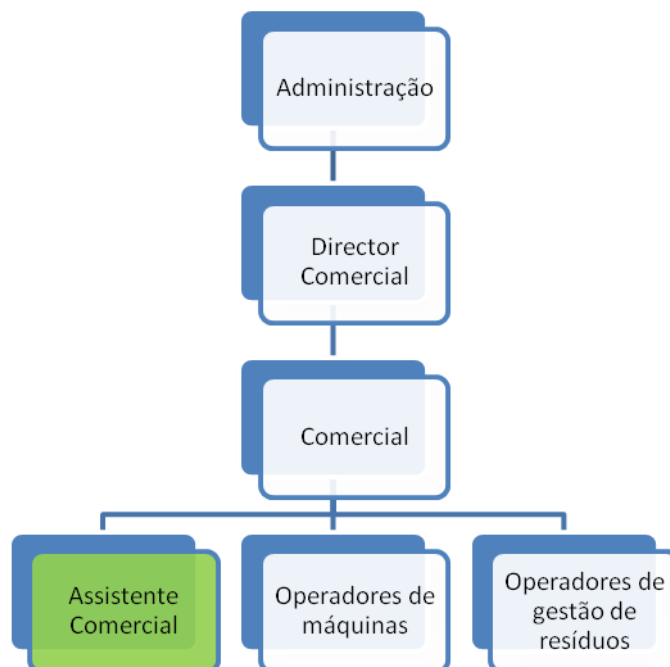 Administração
Director
Comercial
Comercial
Assistente
Comercial
Operadores de
máquinas
Operadores de
gestão de
resíduos